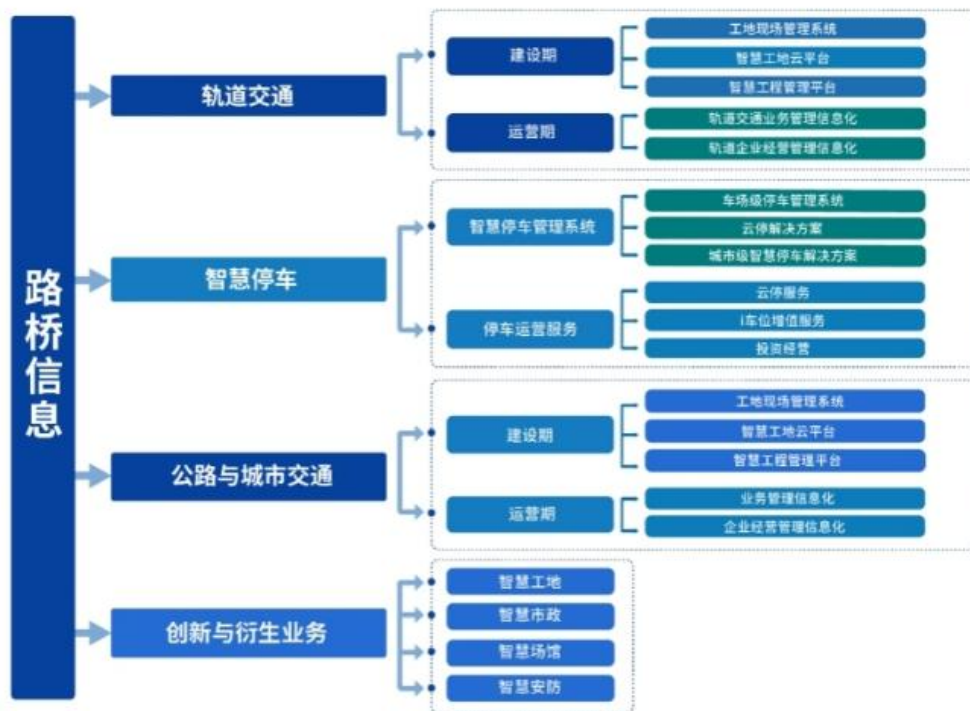 路桥信息
轨道交通
建设期
工地现场管理系统
智慧工地云平台
智慧工程管理平台
运营期
轨道交通业务管理信息化
轨道企业经营管理信息化
智慧停车
智慧停车管理系统
车场级停车管理系统
云停解决方案
城市级智慧停车解决方案
停车运营服务
云停服务
i车位增值服务
投资经营
公路与城市交通
建设期
工地现场管理系统
智慧工地云平台
智慧工程管理平台
运营期
业务管理信息化
企业经营管理信息化
创新与衍生业务
智慧工地
智慧市政
智慧场馆
智慧安防